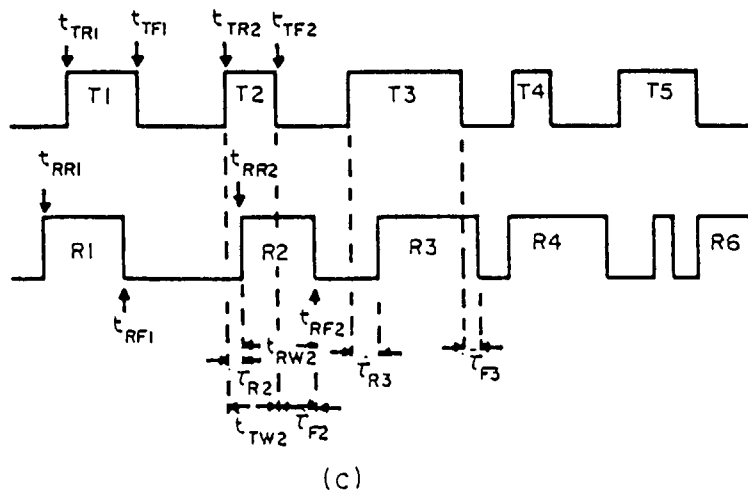 tTR1 tTF1 tTR2 tTF2
T1 T2 T3 T4 T5
tRR1 tRR2
R1 R2 R3 R4 R6
tRF1 tRW2 tRF2 τR3 τF3
τR2
tTW2 τF2
(c)